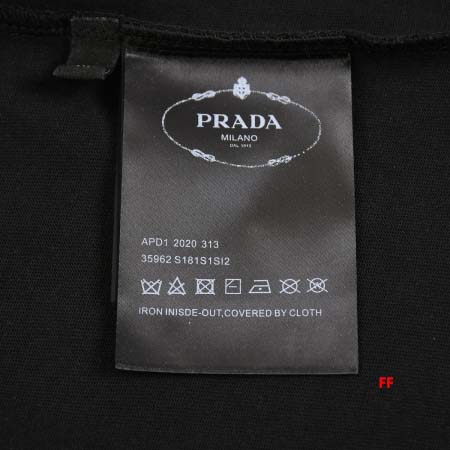 PRADA
MILANO
DAL 1913
APD1 2020 313
35962 S181S1SI2
IRON INISDE-OUT,COVERED BY CLOTH
FF